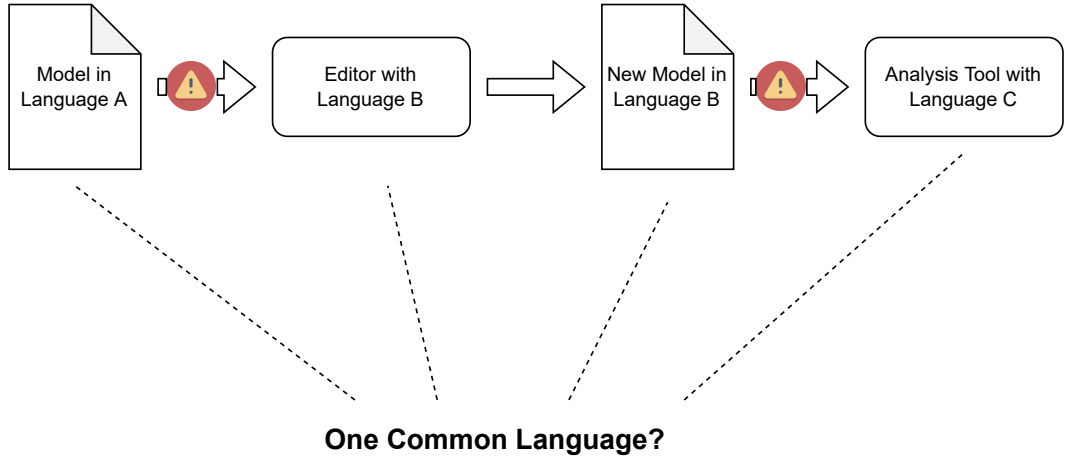 Model in
Language A
Editor with
Language B
New Model in
Language B
Analysis Tool with
Language C
One Common Language?